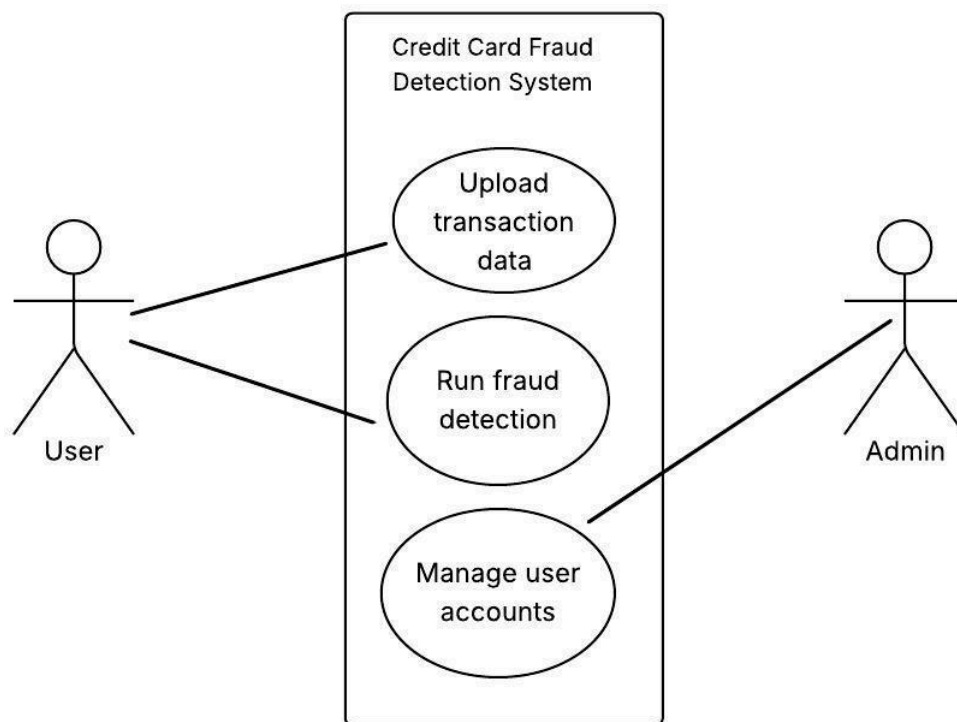 Credit Card Fraud
Detection System
Upload
transaction
data
Run fraud
detection
Manage user
accounts
User
Admin